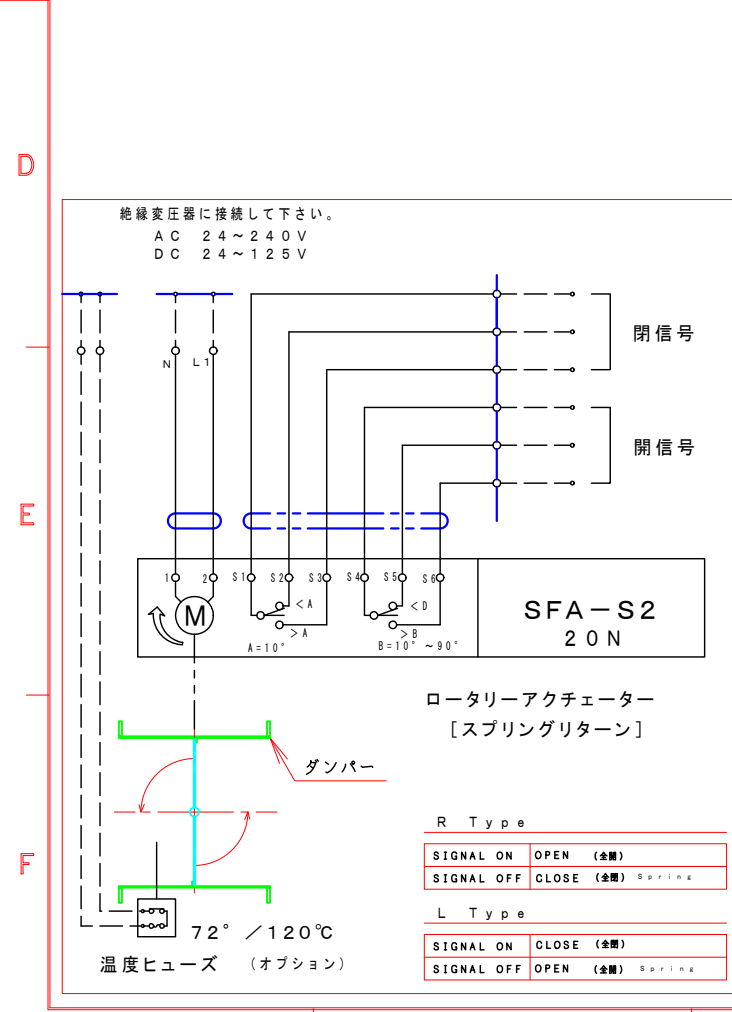 D
絶縁変圧器に接続して下さい。
AC 24~240V
DC 24~125V
閉信号
N L1
開信号
E
1 2 S1 S2 S3 S4 S5 S6
M
<A
>A
A=10°
<D
>B
B=10° ~90°
SFA-S2
20N
ロータリーアクチェーター
[スプリングリターン]
ダンパー
R Type
SIGNAL ON OPEN (全開)
SIGNAL OFF CLOSE (全閉) Spring
F
L Type
72° /120℃
SIGNAL ON CLOSE (全閉)
温度ヒューズ (オプション)
SIGNAL OFF OPEN (全開) Spring